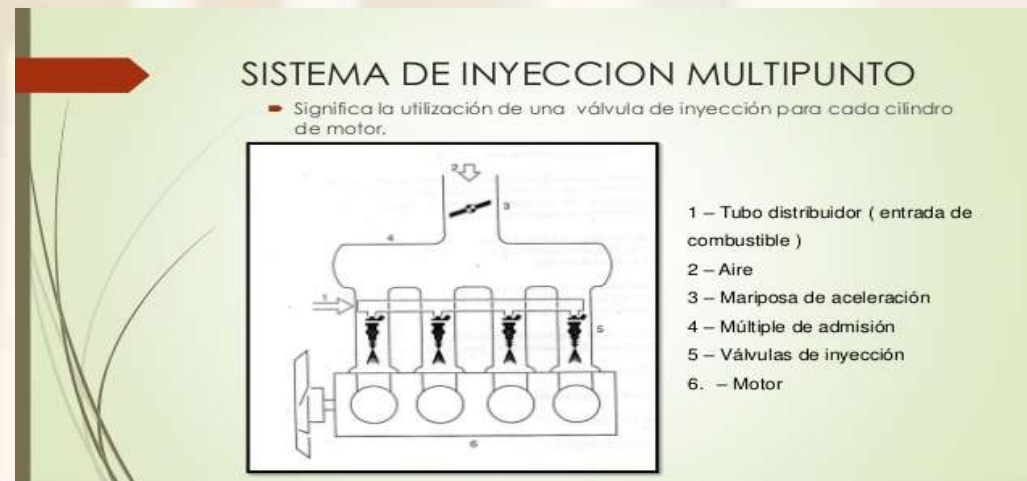 SISTEMA DE INYECCION MULTIPUNTO
Significa la utilización de una válvula de inyección para cada cilindro
de motor.
2
3
4
1
5
6
1 – Tubo distribuidor ( entrada de
combustible )
2 – Aire
3 – Mariposa de aceleración
4 – Múltiple de admisión
5 – Válvulas de inyección
6. – Motor